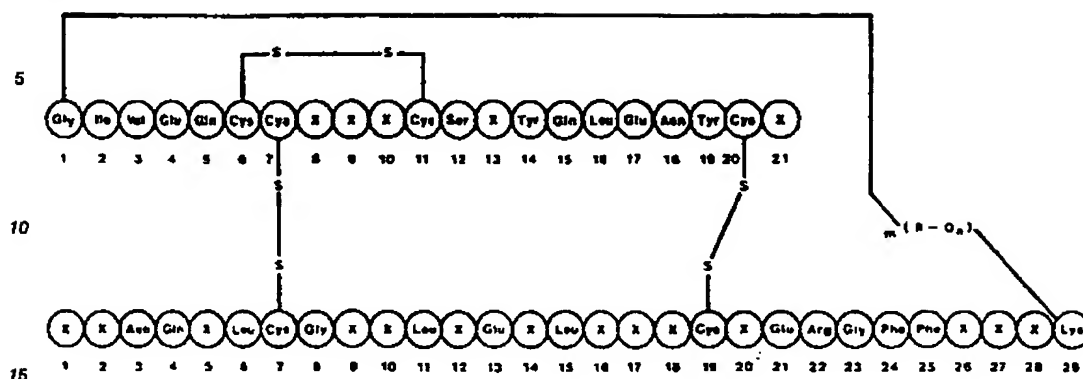 S S
5
Gly Ile Val Glu Gln Cys Cys X X X Cys Ser X Tyr Gln Leu Glu Asn Tyr Cys X
1 2 3 4 5 6 7 8 9 10 11 12 13 14 15 16 17 18 19 20 21
S S
10
m(R-Qn)
S S
X X Asn Gln X Leu Cys Gly X X Leu X Glu X Leu X X X Cys X Glu Arg Gly Phe Phe X X X Lys
1 2 3 4 5 6 7 8 9 10 11 12 13 14 15 16 17 18 19 20 21 22 23 24 25 26 27 28 29
15